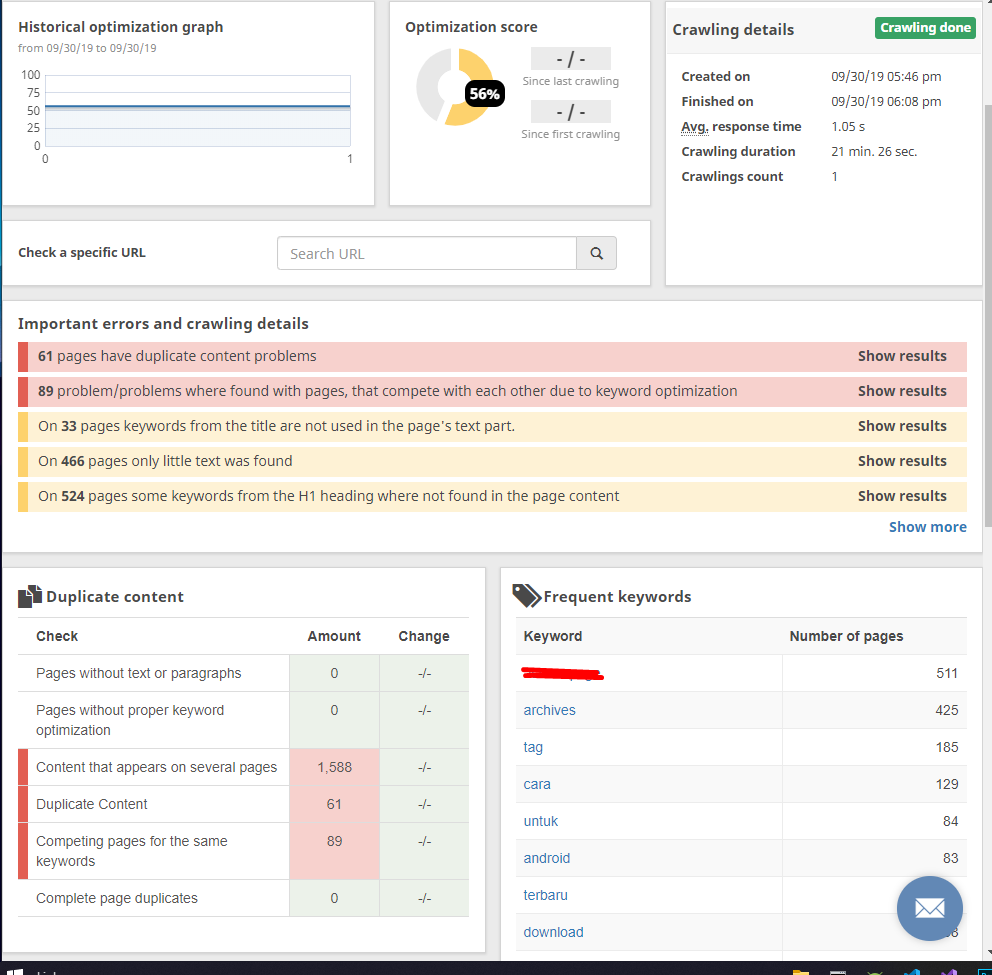 Historical optimization graph
from 09/30/19 to 09/30/19
100
75
50
25
0
0 1
Optimization score
56%
- / -
Since last crawling
- / -
Since first crawling
Crawling details
Crawling done
Created on 09/30/19 05:46 pm
Finished on 09/30/19 06:08 pm
Avg. response time 1.05 s
Crawling duration 21 min. 26 sec.
Crawlings count 1
Check a specific URL
Search URL
Important errors and crawling details
61 pages have duplicate content problems Show results
89 problem/problems where found with pages, that compete with each other due to keyword optimization Show results
On 33 pages keywords from the title are not used in the page's text part. Show results
On 466 pages only little text was found Show results
On 524 pages some keywords from the H1 heading where not found in the page content Show results
Show more
Duplicate content
Check Amount Change
Pages without text or paragraphs 0 -/-
Pages without proper keyword 0 -/-
optimization
Content that appears on several pages 1,588 -/-
Duplicate Content 61 -/-
Competing pages for the same 89 -/-
keywords
Complete page duplicates 0 -/-
Frequent keywords
Keyword Number of pages
511
archives 425
tag 185
cara 129
untuk 84
android 83
terbaru
download